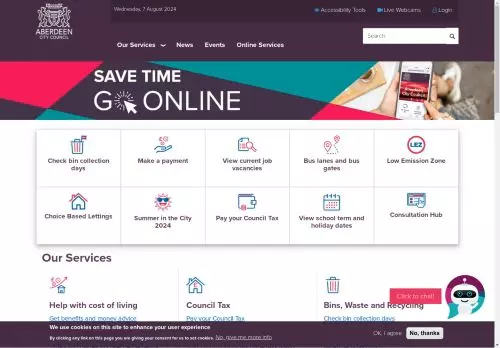 ABERDEEN
CITY COUNCIL
Wednesday, 7 August 2024
Accessibility Tools
Live Webcams
Login
Our Services
News
Events
Online Services
Search
SAVE TIME
GO ONLINE
Check bin collection
days
Make a payment
View current job
vacancies
Bus lanes and bus
gates
LEZ
Low Emission Zone
Choice Based Lettings
Summer in the City
2024
Pay your Council Tax
View school term and
holiday dates
Consultation Hub
Our Services
Help with cost of living
Get benefits and money advice
Council Tax
Pay your Council Tax
Bins, Waste and Recycling
Check bin collection days
Click to chat!
We use cookies on this site to enhance your user experience
By clicking any link on this page you are giving your consent for us to set cookies. No, give me more info
OK, I agree
No, thanks